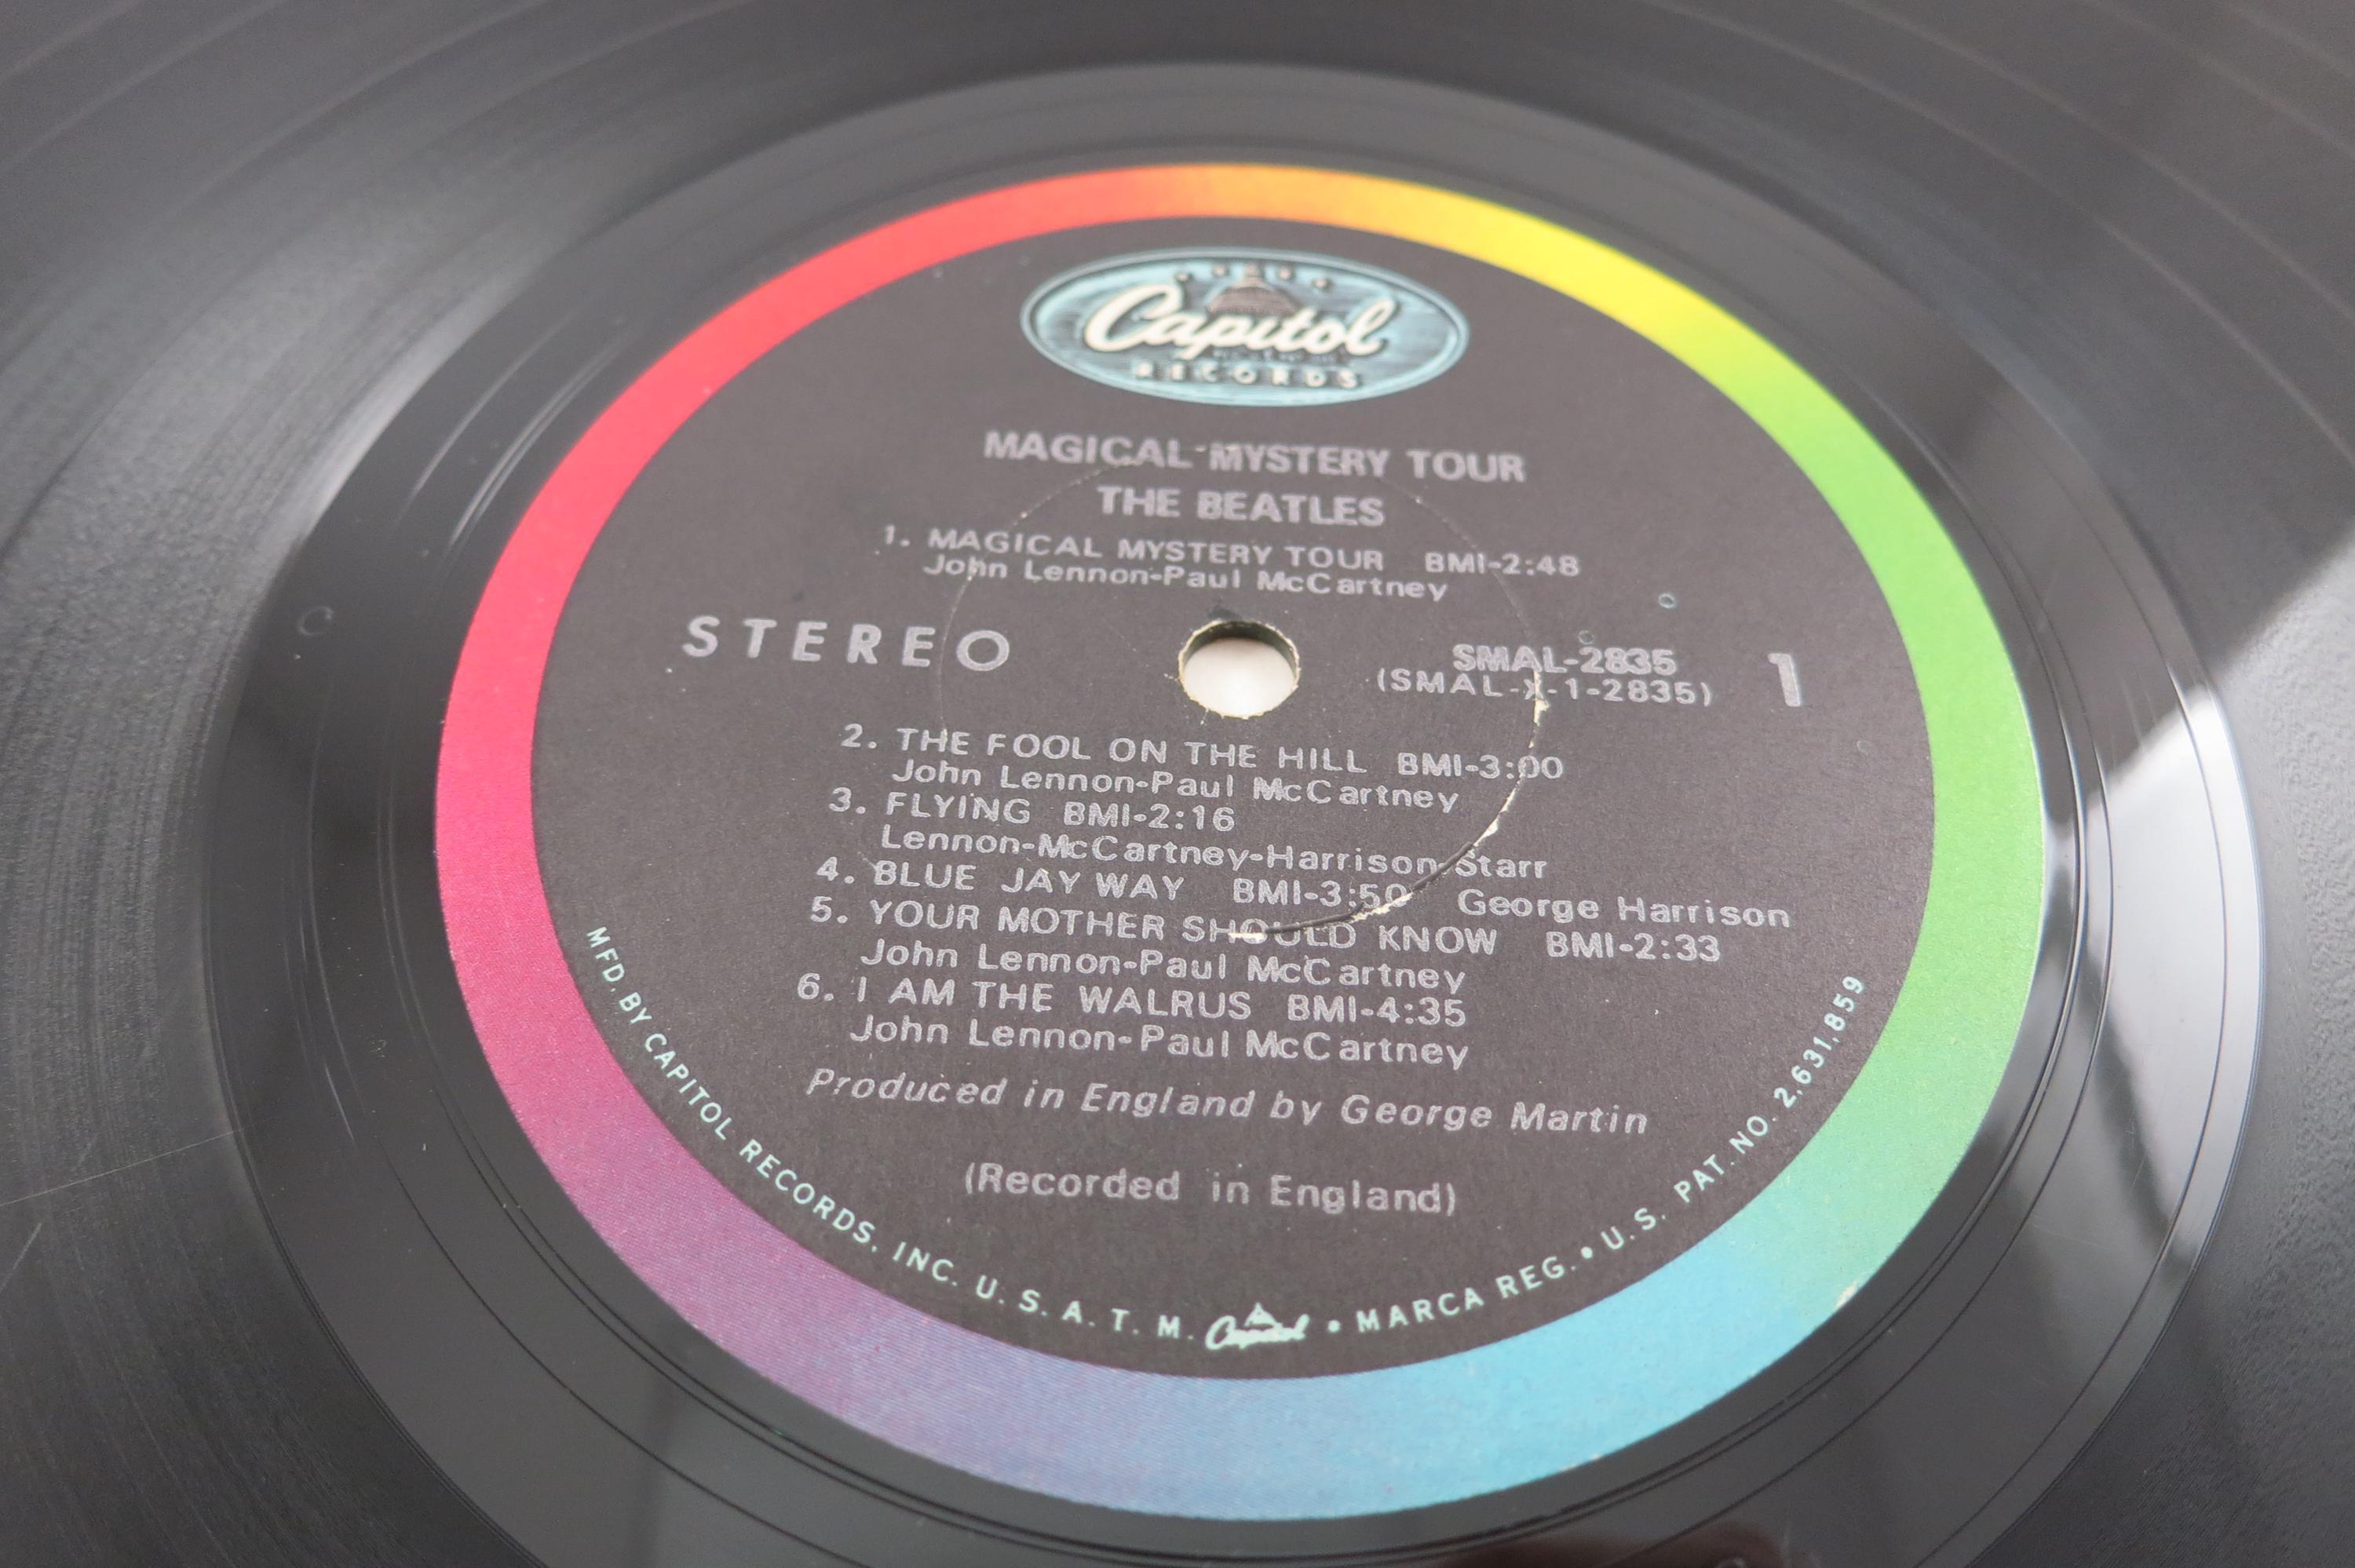 Capitol
RECORDS
MAGICAL MYSTERY TOUR
THE BEATLES
1. MAGICAL MYSTERY TOUR BMI-2:48
John Lennon-Paul McCartney
STEREO
SMAL-2835
(SMAL-X-1-2835)
1
2. THE FOOL ON THE HILL BMI-3:00
John Lennon-Paul McCartney
3. FLYING BMI-2:16
Lennon-McCartney-Harrison-Starr
4. BLUE JAY WAY BMI-3:50 George Harrison
5. YOUR MOTHER SHOULD KNOW BMI-2:33
John Lennon-Paul McCartney
6. I AM THE WALRUS BMI-4:35
John Lennon-Paul McCartney
Produced in England by George Martin
(Recorded in England)
MFD. BY CAPITOL RECORDS, INC. U. S. A. T. M. Capitol • MARCA REG. • U. S. PAT. NO. 2,631,859